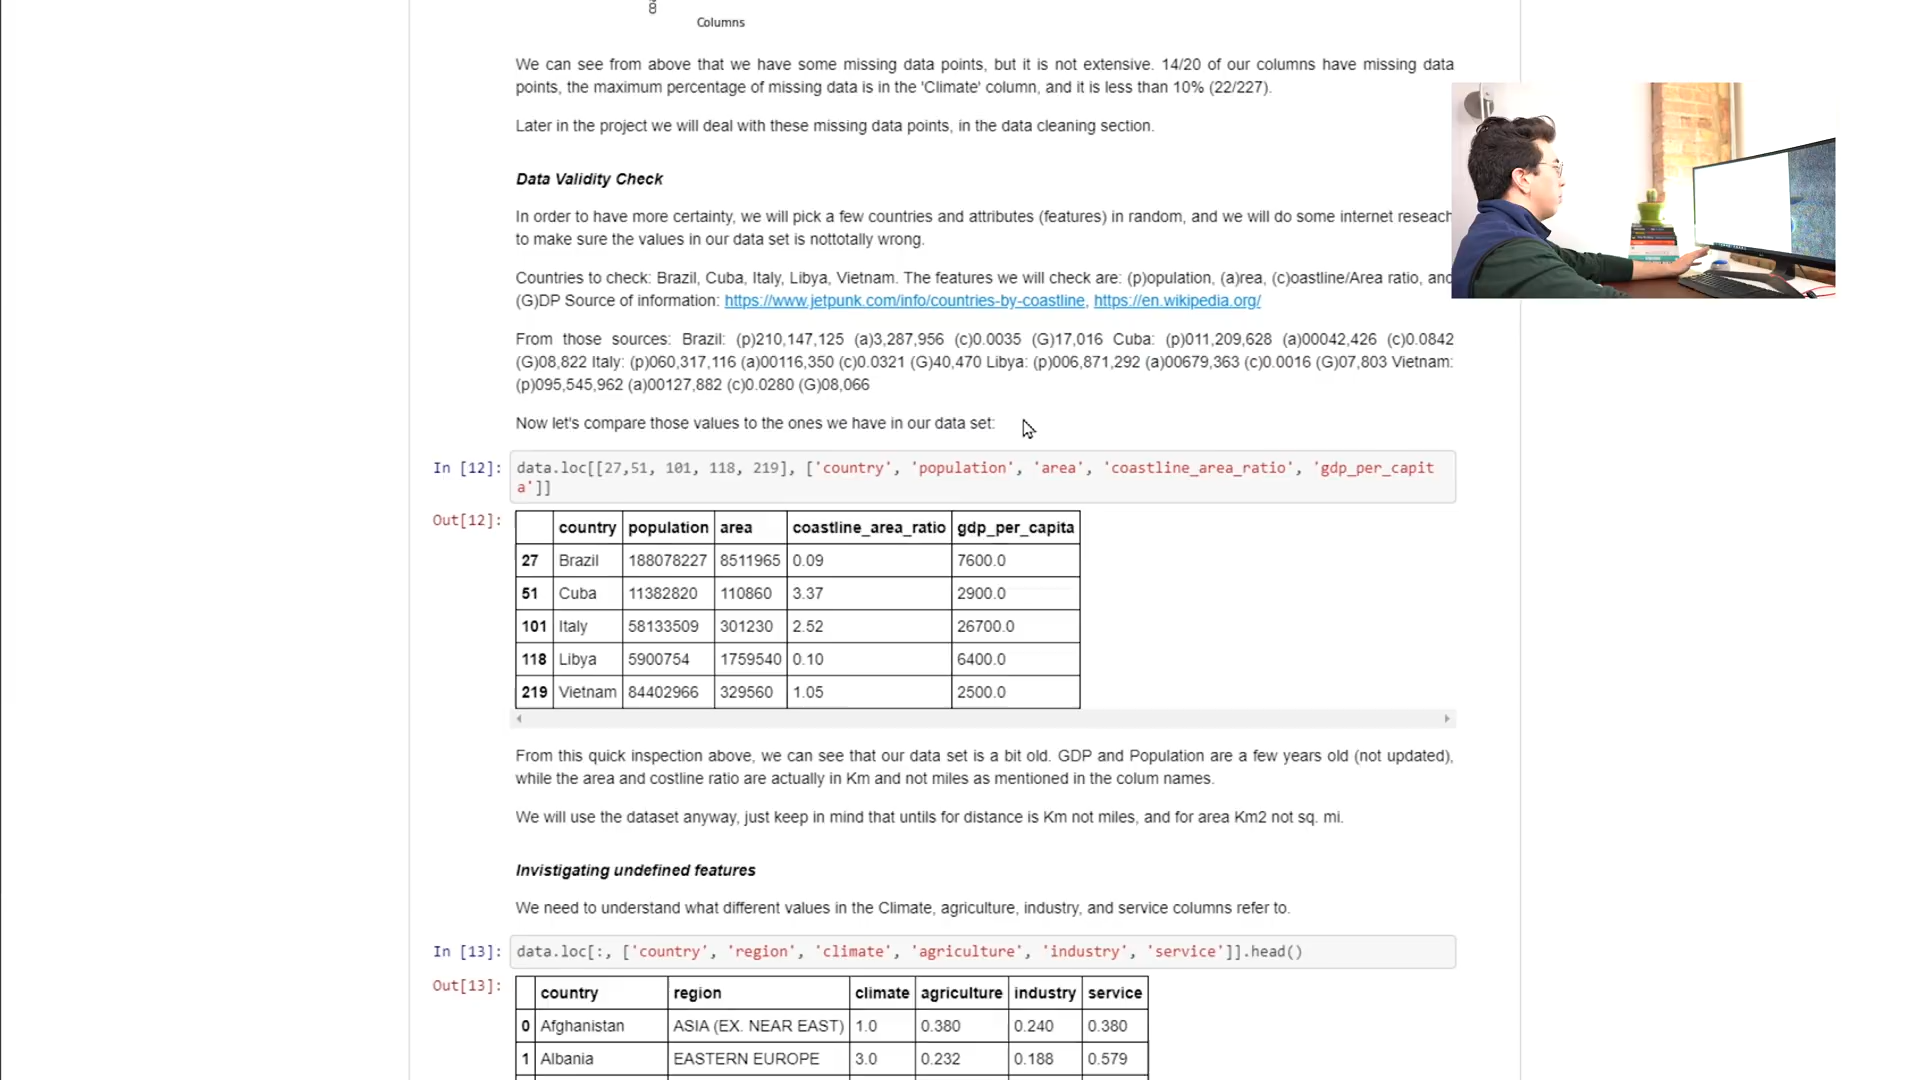 Columns
We can see from above that we have some missing data points, but it is not extensive. 14/20 of our columns have missing data
points, the maximum percentage of missing data is in the 'Climate' column, and it is less than 10% (22/227).
Later in the project we will deal with these missing data points, in the data cleaning section.
Data Validity Check
In order to have more certainty, we will pick a few countries and attributes (features) in random, and we will do some internet reseach
to make sure the values in our data set is nottotally wrong.
Countries to check: Brazil, Cuba, Italy, Libya, Vietnam. The features we will check are: (p)opulation, (a)rea, (c)oastline/Area ratio, and
(G)DP Source of information: https://www.jetpunk.com/info/countries-by-coastline, https://en.wikipedia.org/
From those sources: Brazil: (p)210,147,125 (a)3,287,956 (c)0.0035 (G)17,016 Cuba: (p)011,209,628 (a)00042,426 (c)0.0842
(G)08,822 Italy: (p)060,317,116 (a)00116,350 (c)0.0321 (G)40,470 Libya: (p)006,871,292 (a)00679,363 (c)0.0016 (G)07,803 Vietnam:
(p)095,545,962 (a)00127,882 (c)0.0280 (G)08,066
Now let's compare those values to the ones we have in our data set:
In [12]: data.loc[[27,51, 101, 118, 219], ['country', 'population', 'area', 'coastline_area_ratio', 'gdp_per_capit
a']]
Out[12]:
country population area coastline_area_ratio gdp_per_capita
27 Brazil 188078227 8511965 0.09 7600.0
51 Cuba 11382820 110860 3.37 2900.0
101 Italy 58133509 301230 2.52 26700.0
118 Libya 5900754 1759540 0.10 6400.0
219 Vietnam 84402966 329560 1.05 2500.0
From this quick inspection above, we can see that our data set is a bit old. GDP and Population are a few years old (not updated),
while the area and costline ratio are actually in Km and not miles as mentioned in the colum names.
We will use the dataset anyway, just keep in mind that untils for distance is Km not miles, and for area Km2 not sq. mi.
Invistigating undefined features
We need to understand what different values in the Climate, agriculture, industry, and service columns refer to.
In [13]: data.loc[:, ['country', 'region', 'climate', 'agriculture', 'industry', 'service']].head()
Out[13]:
country region climate agriculture industry service
0 Afghanistan ASIA (EX. NEAR EAST) 1.0 0.380 0.240 0.380
1 Albania EASTERN EUROPE 3.0 0.232 0.188 0.579